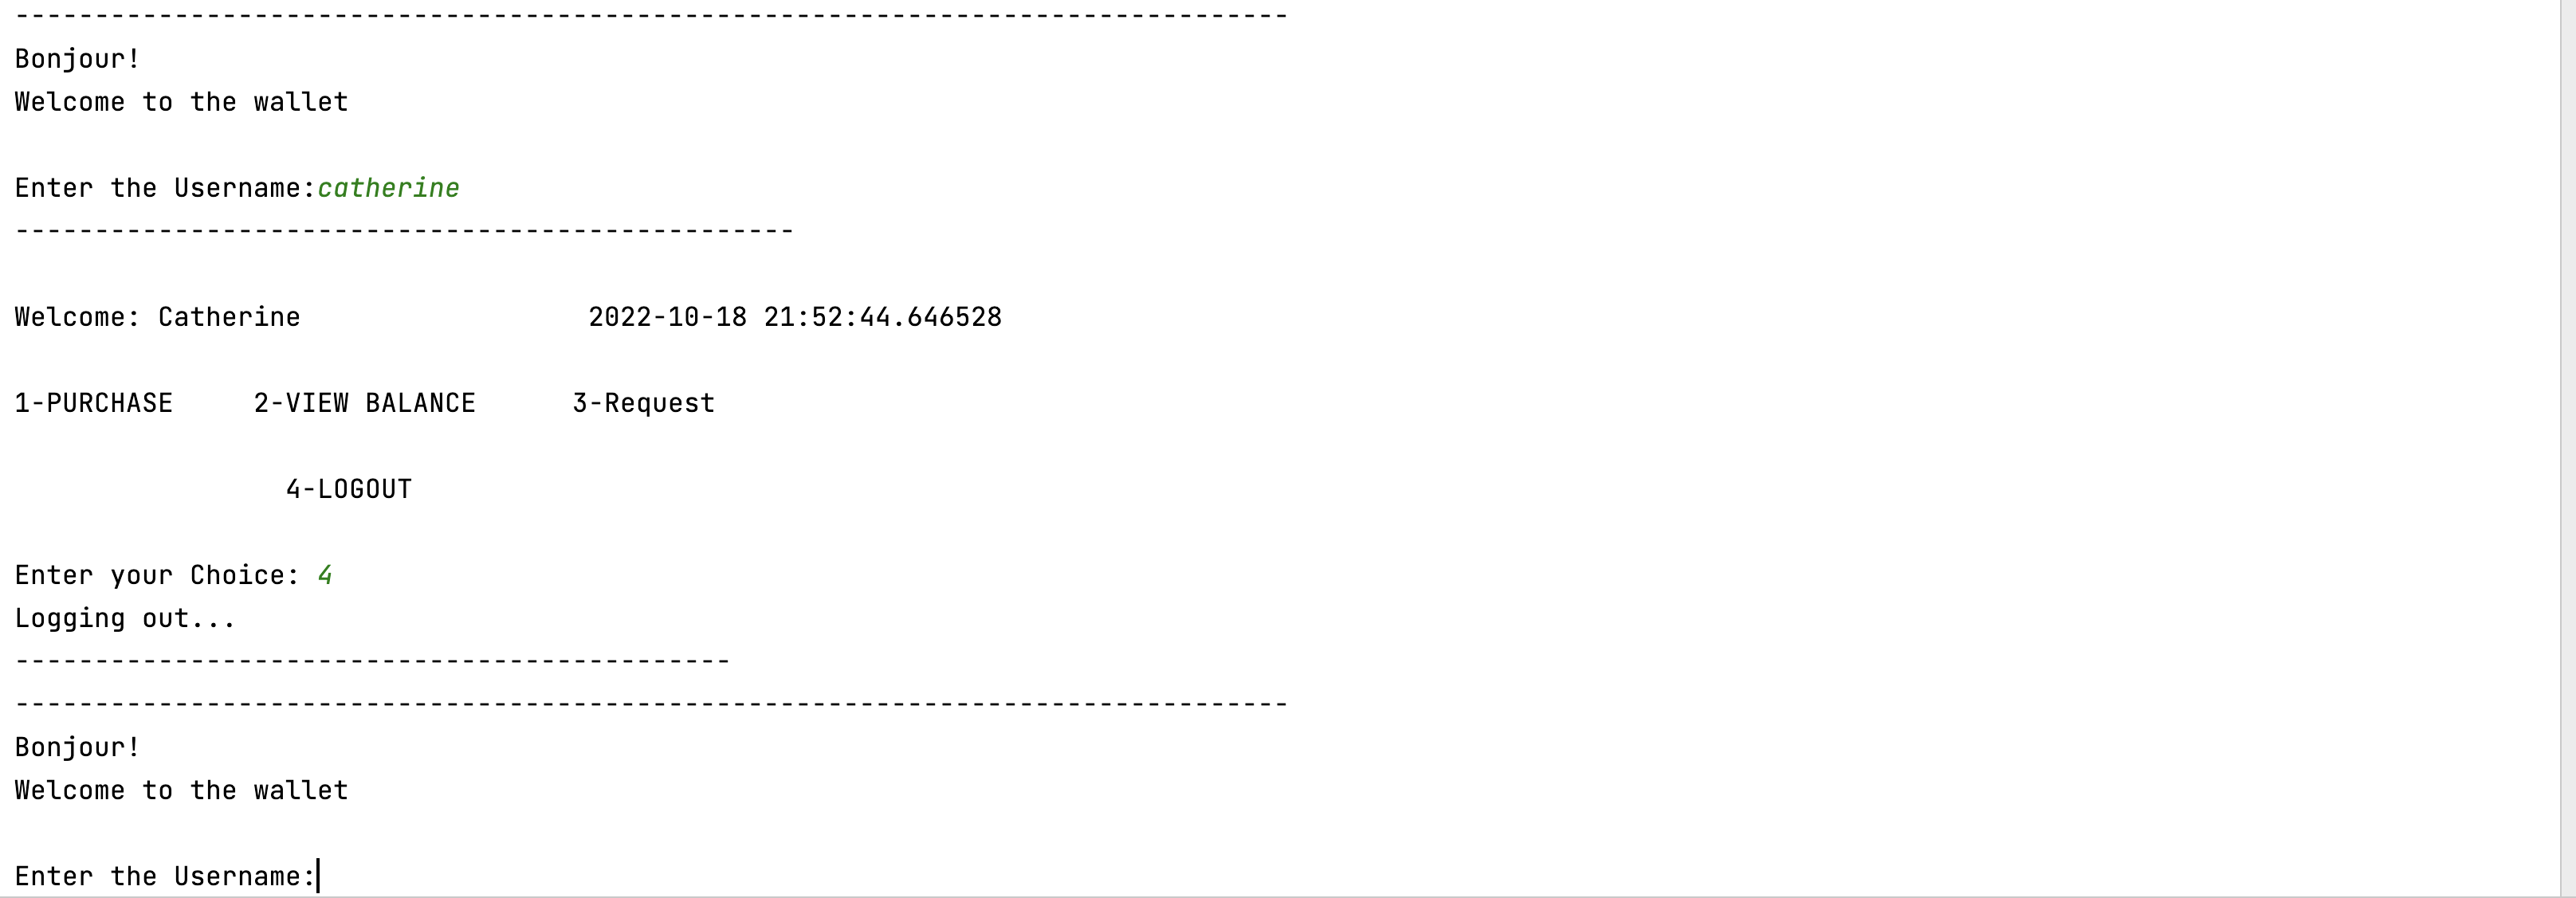 --------------------------------------------------------------------------------
Bonjour!
Welcome to the wallet
Enter the Username:catherine
-------------------------------------------------
Welcome: Catherine                  2022-10-18 21:52:44.646528
1-PURCHASE     2-VIEW BALANCE      3-Request
4-LOGOUT
Enter your Choice: 4
Logging out...
---------------------------------------------
--------------------------------------------------------------------------------
Bonjour!
Welcome to the wallet
Enter the Username: